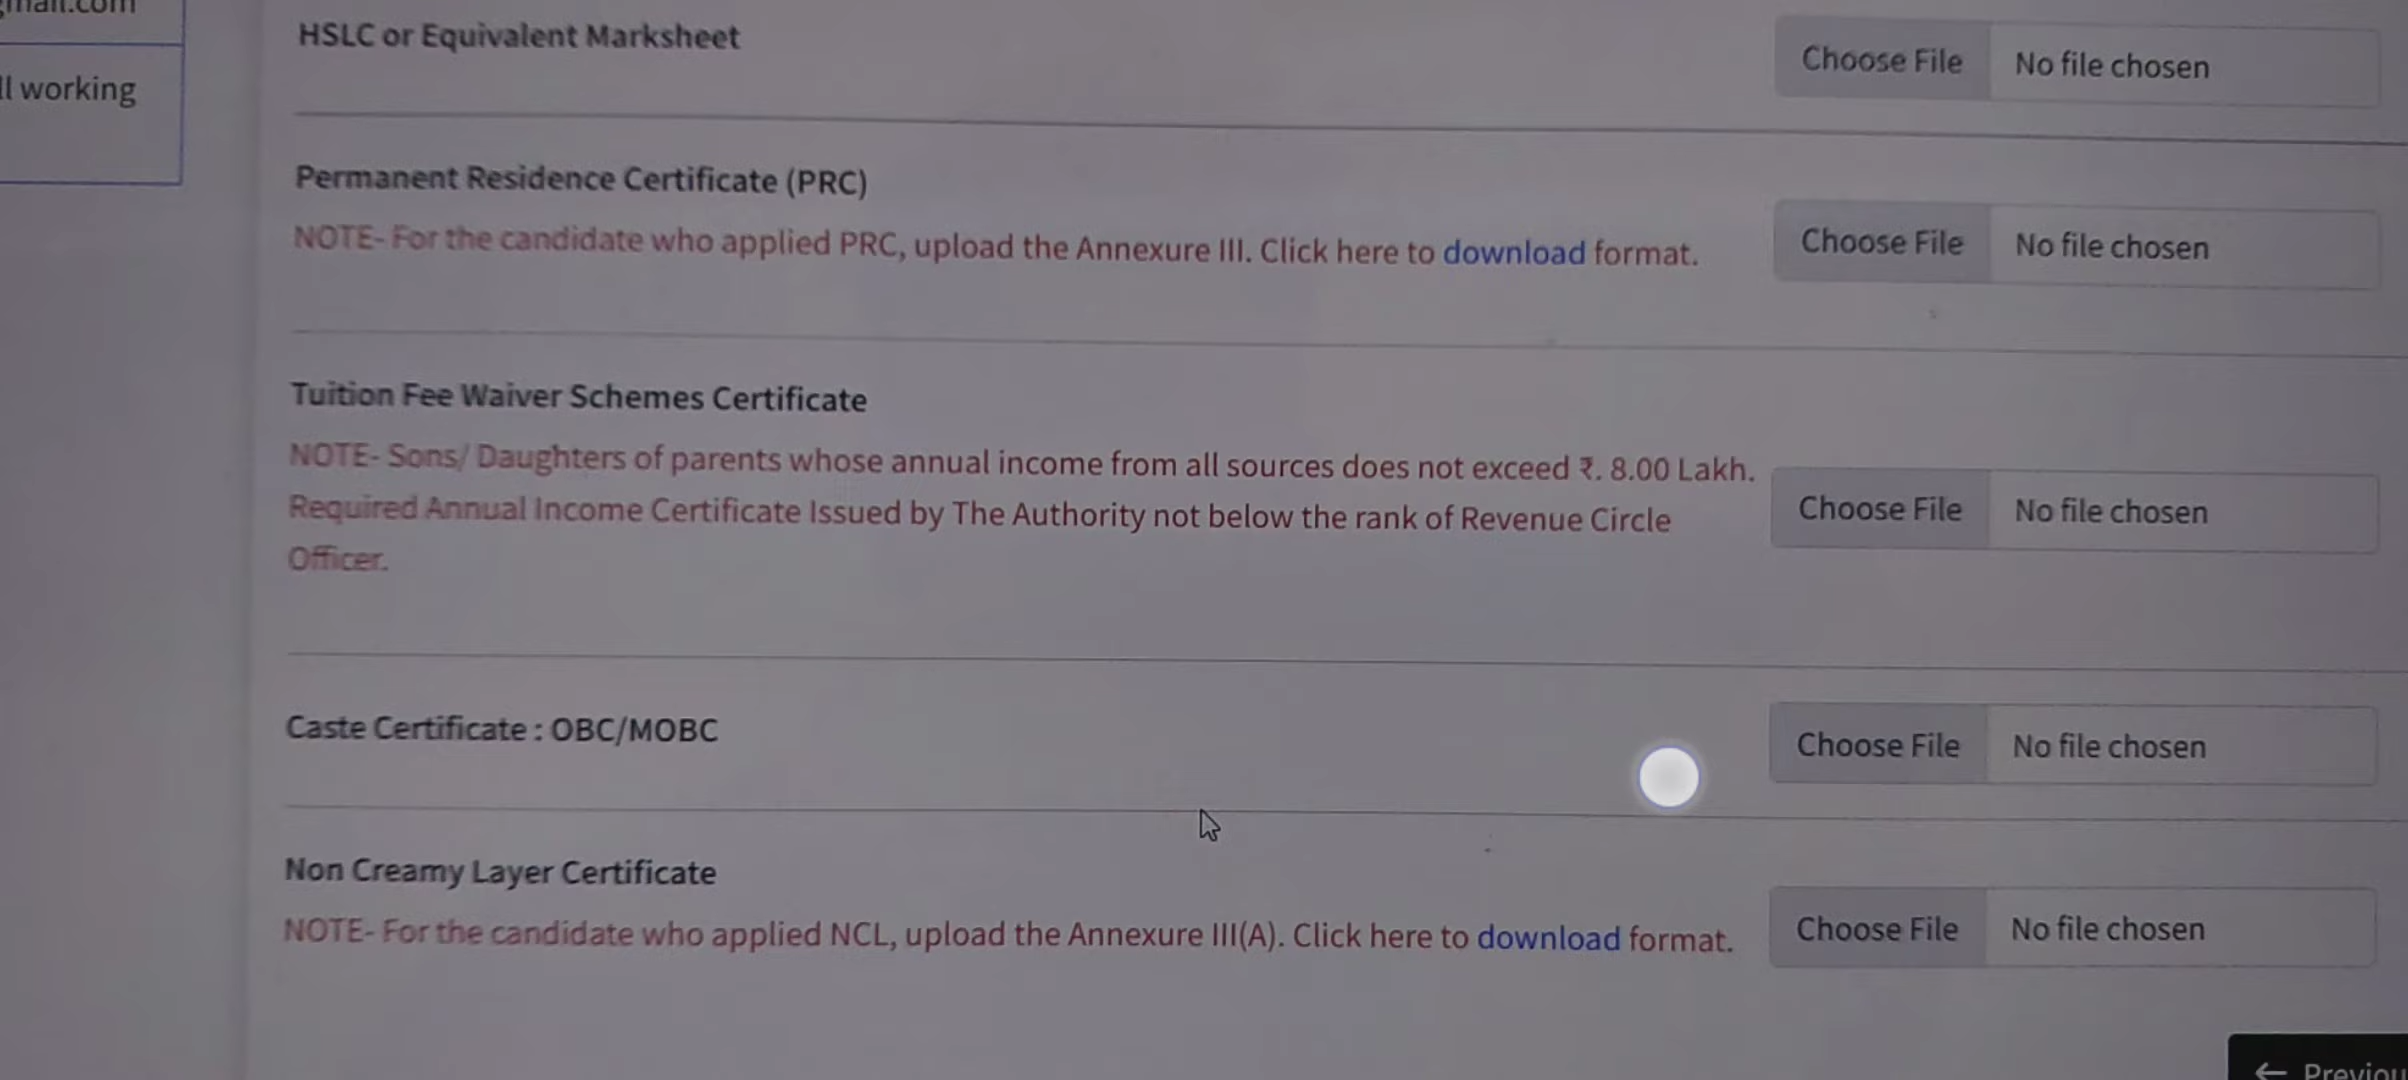 gmail.com
ll working
HSLC or Equivalent Marksheet
Choose File No file chosen
Permanent Residence Certificate (PRC)
NOTE- For the candidate who applied PRC, upload the Annexure III. Click here to download format.
Choose File No file chosen
Tuition Fee Waiver Schemes Certificate
NOTE- Sons/ Daughters of parents whose annual income from all sources does not exceed ₹. 8.00 Lakh.
Required Annual Income Certificate Issued by The Authority not below the rank of Revenue Circle
Officer.
Choose File No file chosen
Caste Certificate : OBC/MOBC
Choose File No file chosen
Non Creamy Layer Certificate
NOTE- For the candidate who applied NCL, upload the Annexure III(A). Click here to download format.
Choose File No file chosen
← Previou